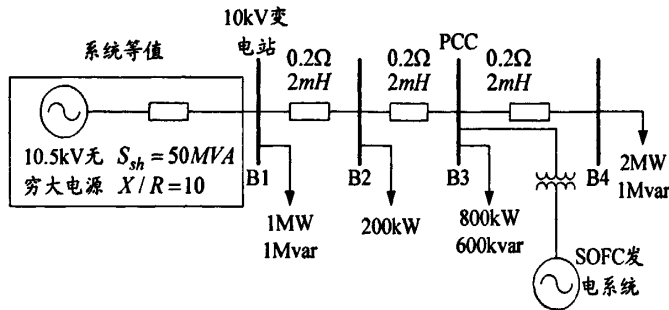 10kV变
电站
系统等值
PCC
0.2Ω
2mH
0.2Ω
2mH
0.2Ω
2mH
10.5kV无
穷大电源
S_sh=50MVA
X/R=10
B1
B2
B3
B4
1MW
1Mvar
200kW
800kW
600kvar
2MW
1Mvar
SOFC发
电系统